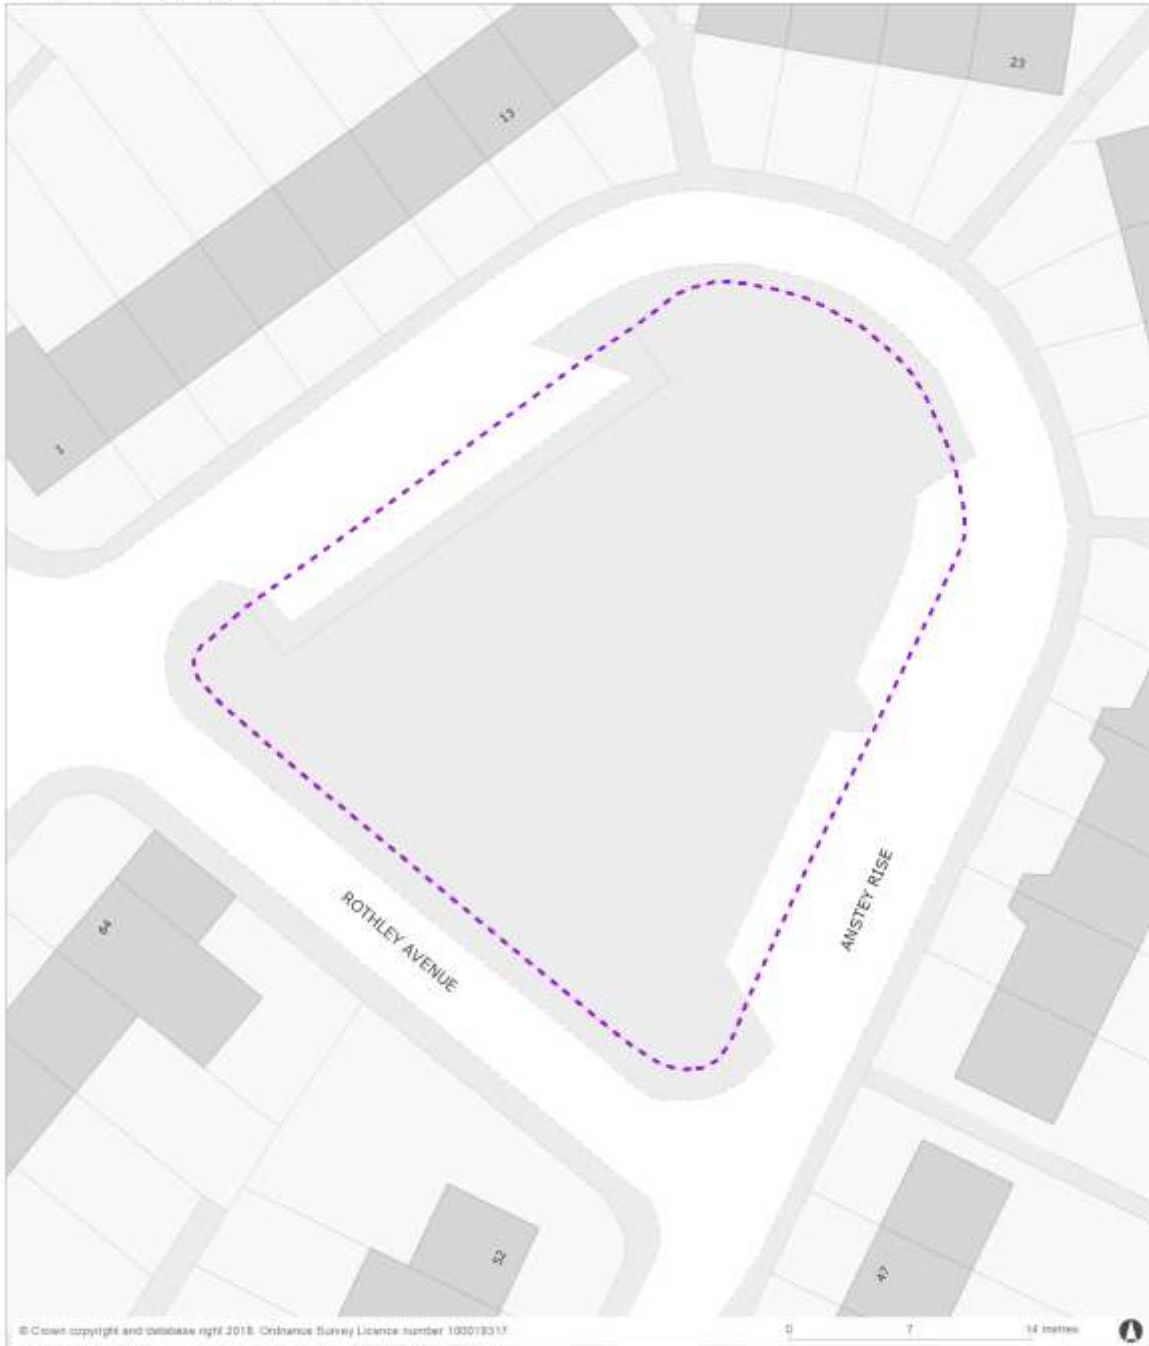 23
13
1
ROTHLEY AVENUE
ANSTEY RISE
64
52
47
© Crown copyright and database right 2018. Ordnance Survey Licence number 100019317
0 7 14 metres